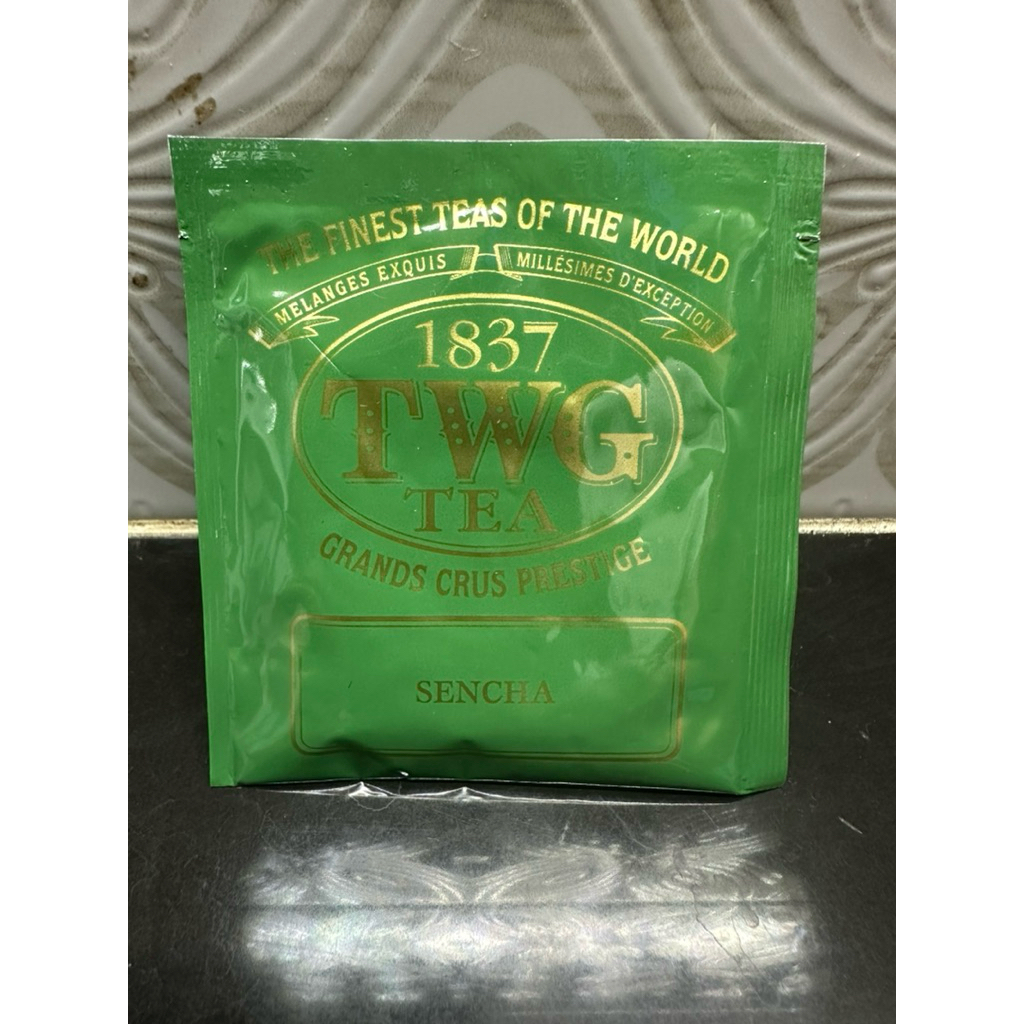 THE FINEST TEAS OF THE WORLD
MELANGES EXQUIS MILLÉSIMES D'EXCEPTION
1837
TWG
TEA
GRANDS CRUS PRESTIGE
SENCHA